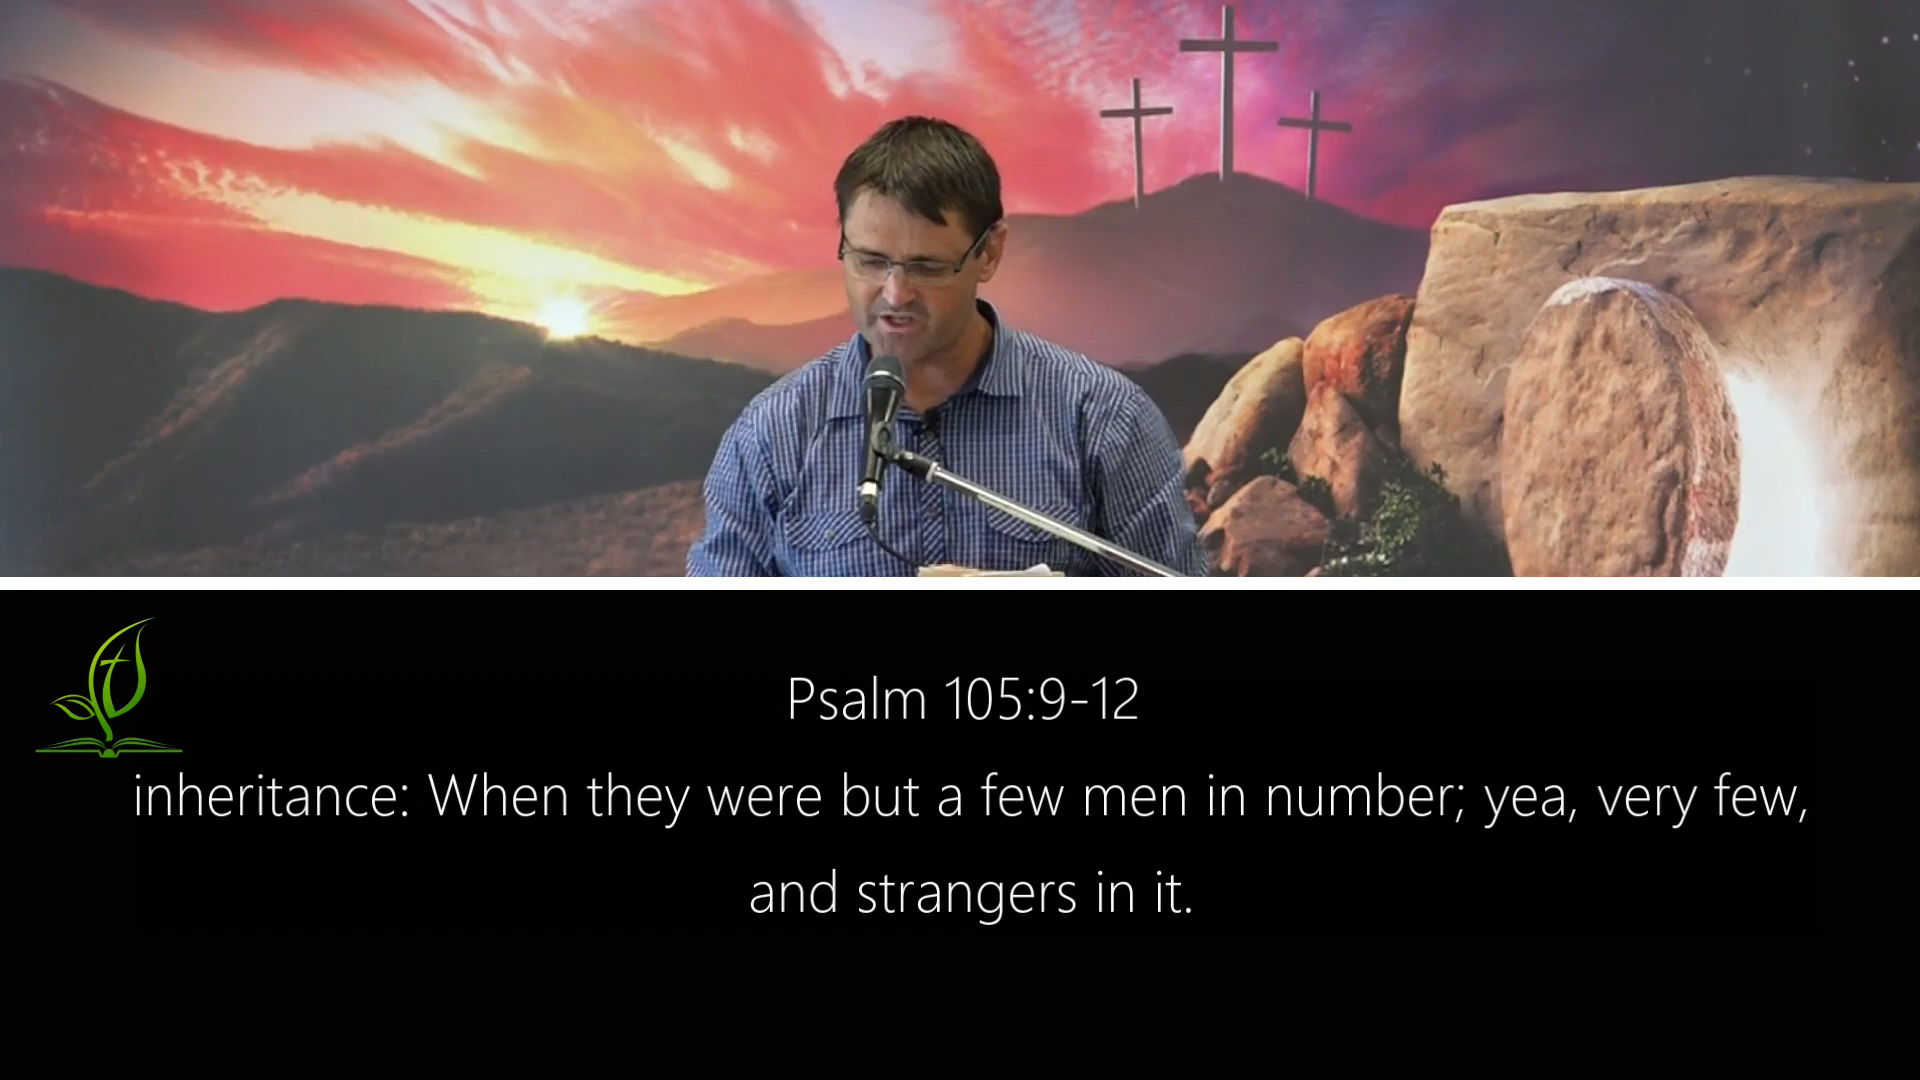 Psalm 105:9-12
inheritance: When they were but a few men in number; yea, very few,
and strangers in it.